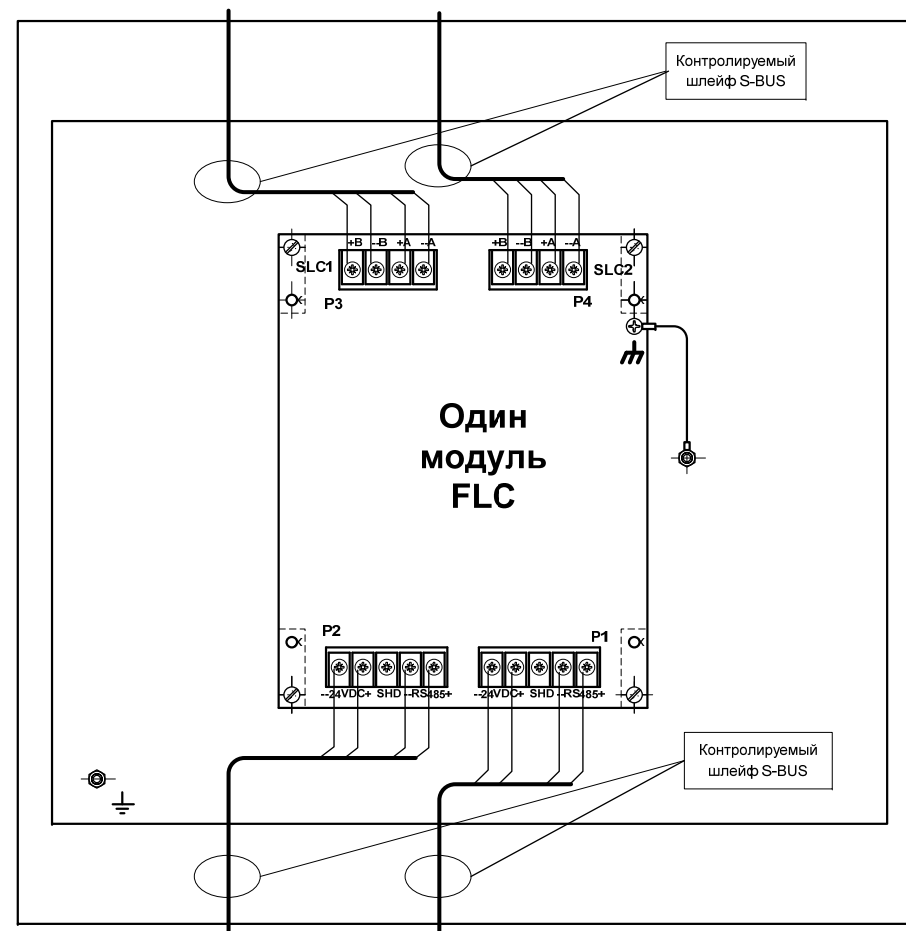 Контролируемый
шлейф S-BUS
+B --B +A --A
+B --B +A --A
SLC1
SLC2
P3
P4
Один
модуль
FLC
P2
P1
--24VDC+ SHD --RS485+
--24VDC+ SHD --RS485+
Контролируемый
шлейф S-BUS